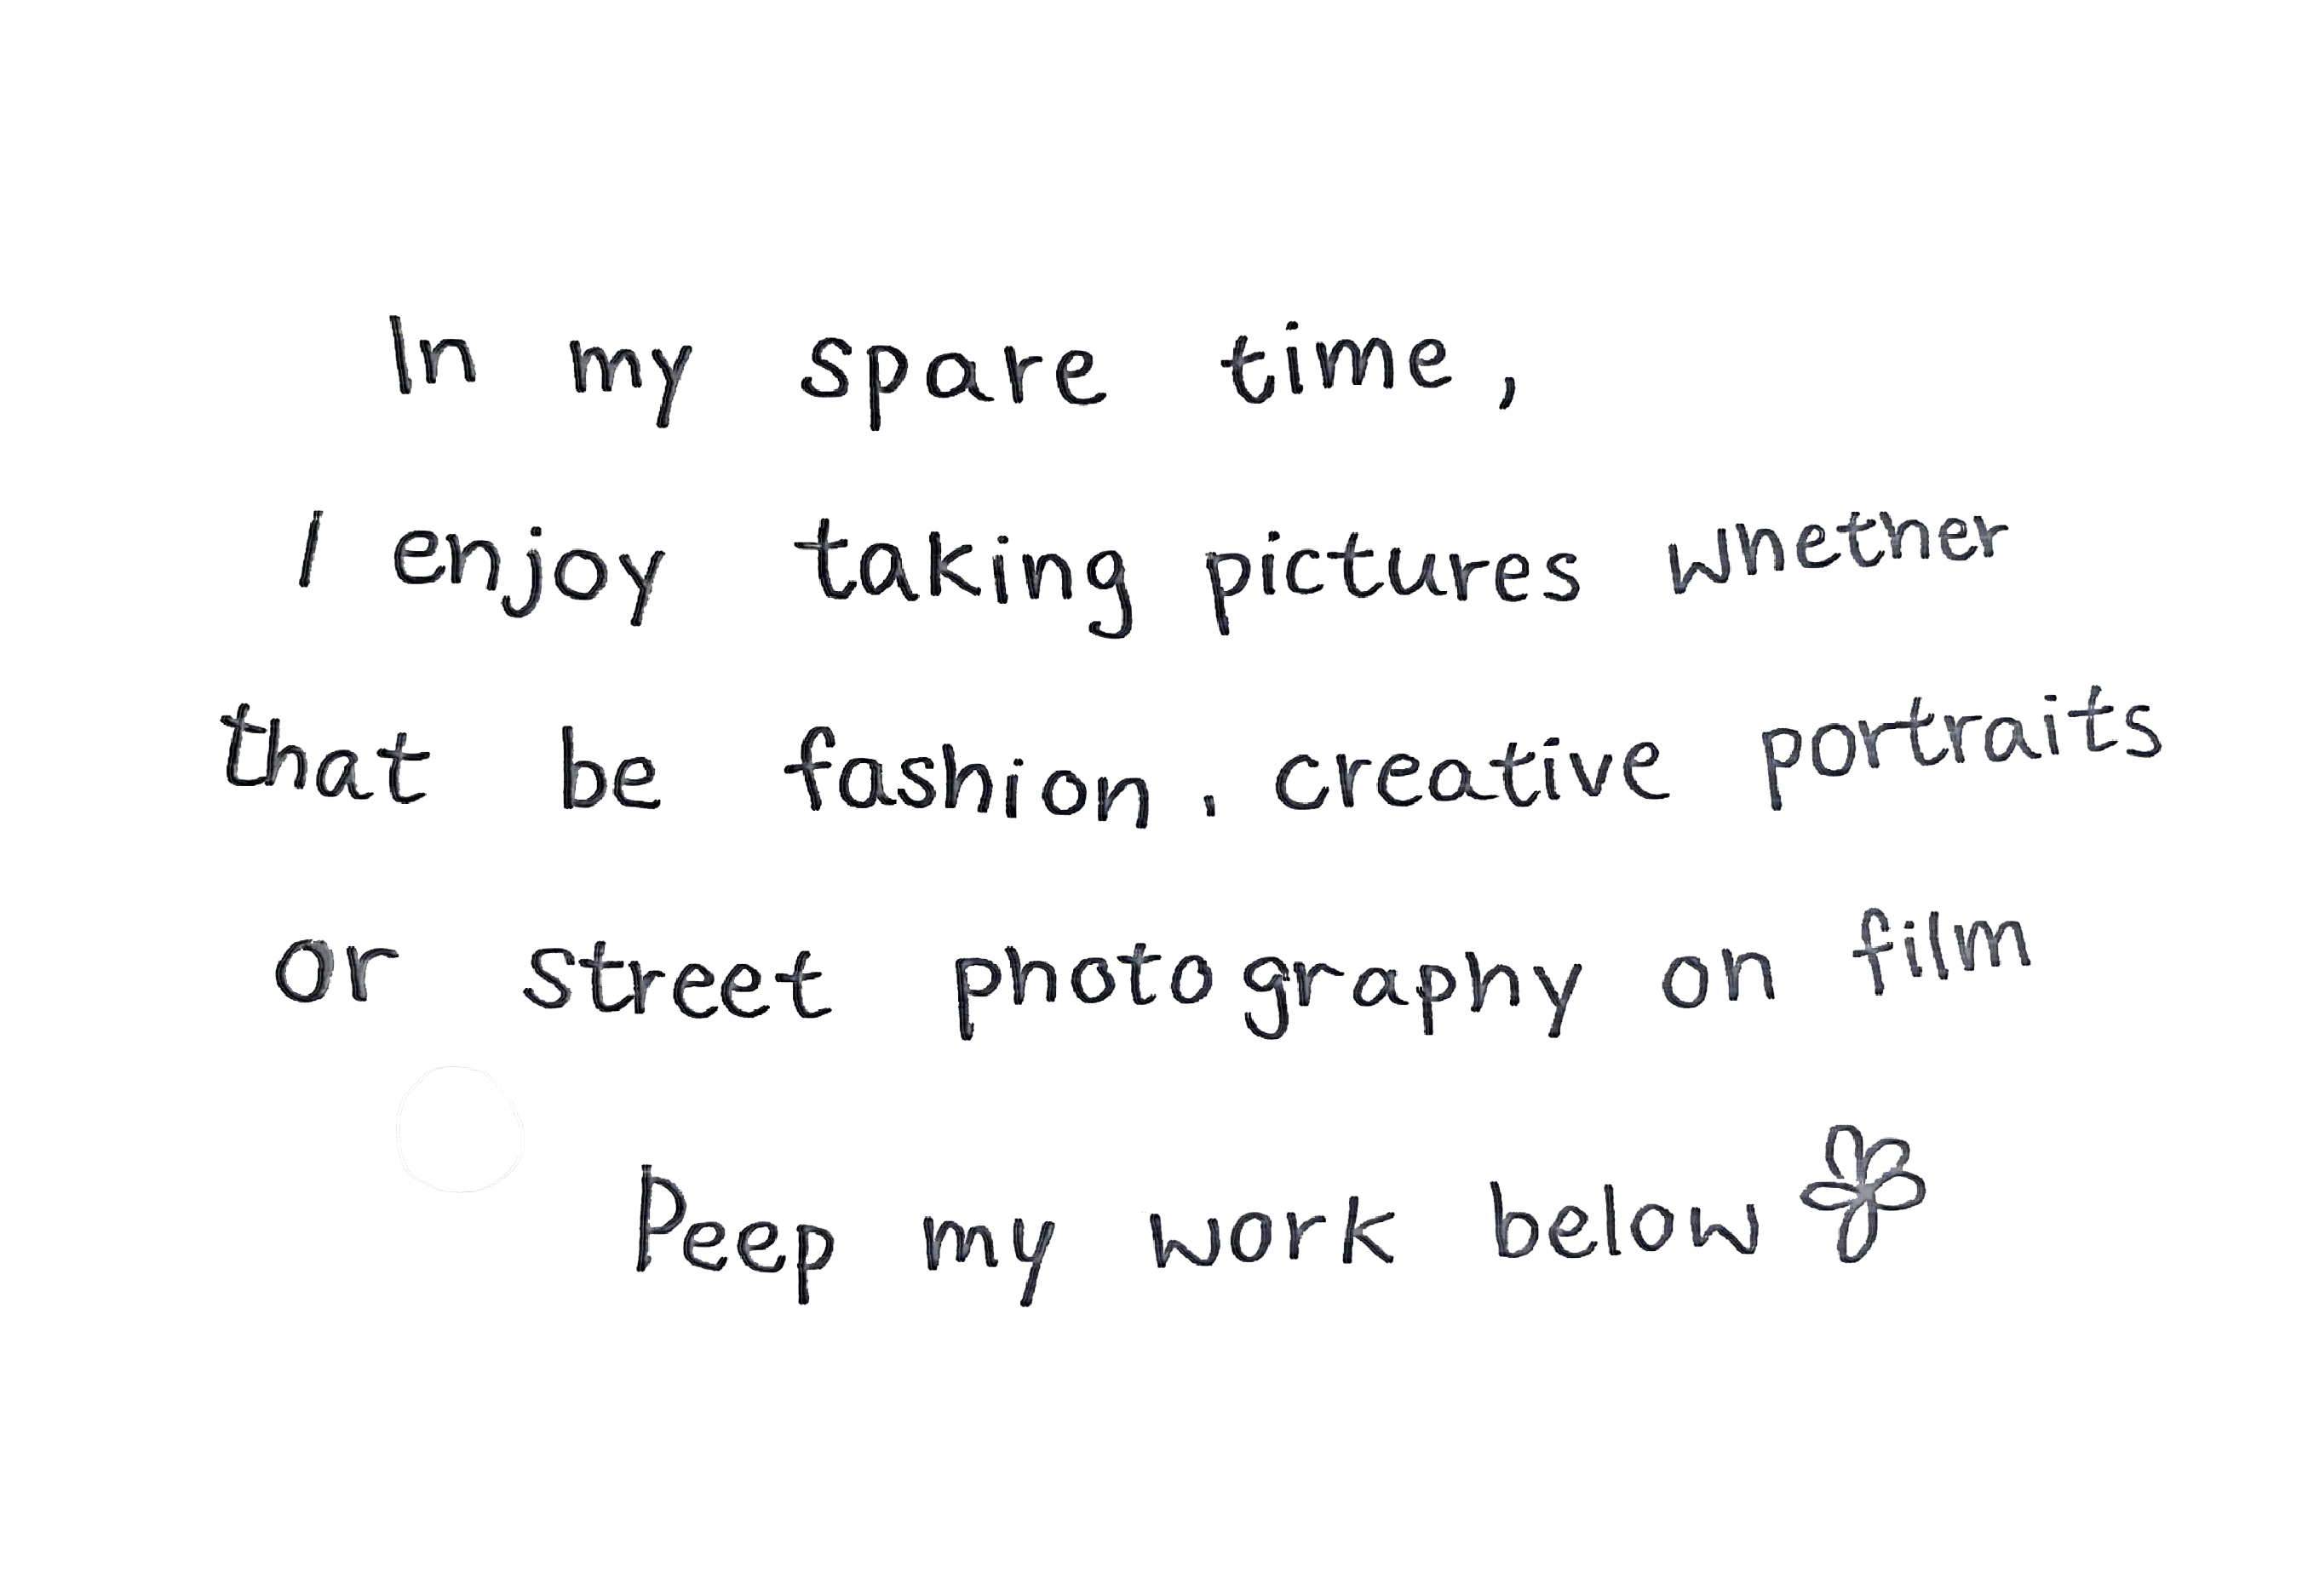 In my spare time,
I enjoy taking pictures whether
that be fashion, creative portraits
or street photography on film
Peep my work below